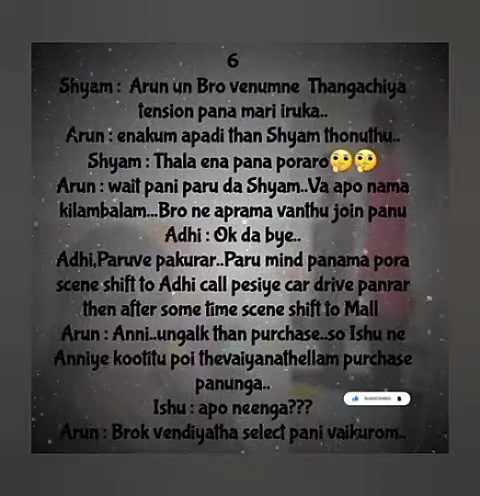 6
Shyam : Arun un Bro venumne Thangachiya
tension pana mari iruka..
Arun : enakum apadi than Shyam thonuthu..
Shyam : Thala ena pana poraro🤔🤔
Arun : wait pani paru da Shyam..Va apo nama
kilambalam...Bro ne aprama vanthu join panu
Adhi : Ok da bye..
Adhi,Paruve pakurar..Paru mind panama pora
scene shift to Adhi call pesiye car drive panrar
then after some time scene shift to Mall
Arun : Anni..ungalk than purchase..so Ishu ne
Anniye kootitu poi thevaiyanathellam purchase
panunga..
Ishu : apo neenga???
Arun : Brok vendiyatha select pani vaikurom..